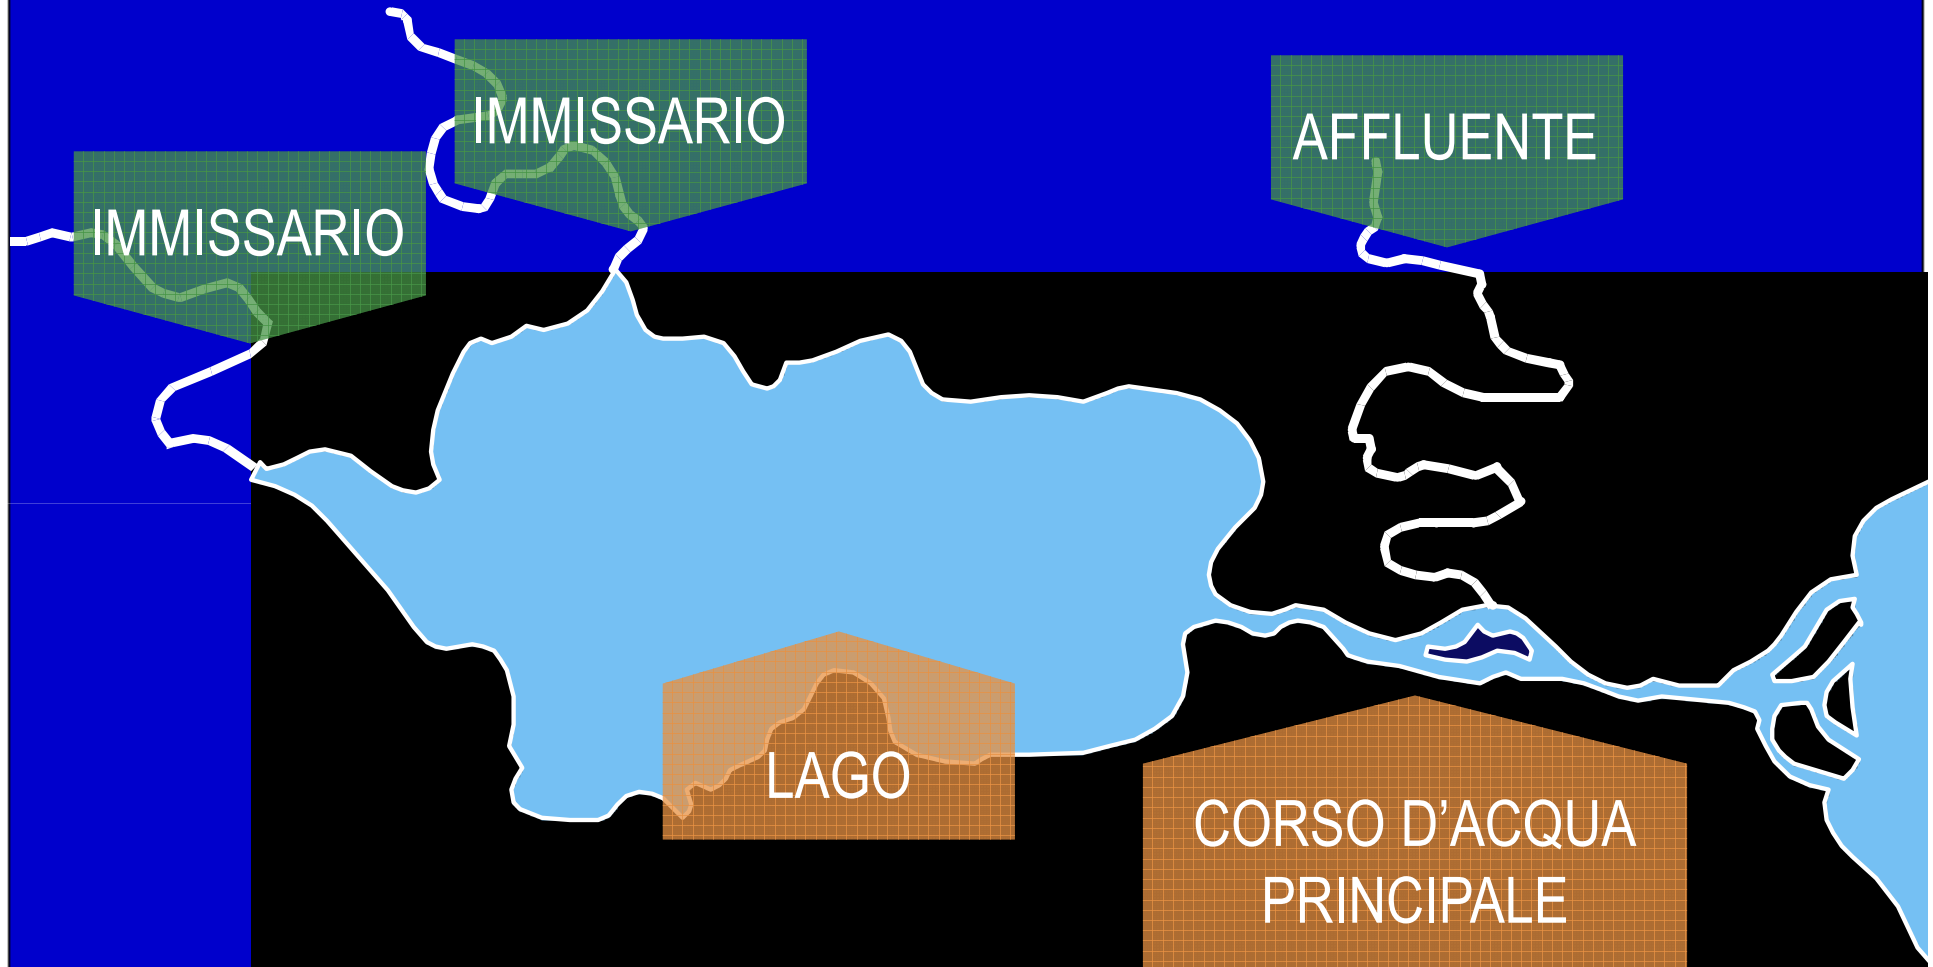 IMMISSARIO
AFFLUENTE
IMMISSARIO
LAGO
CORSO D’ACQUA
PRINCIPALE